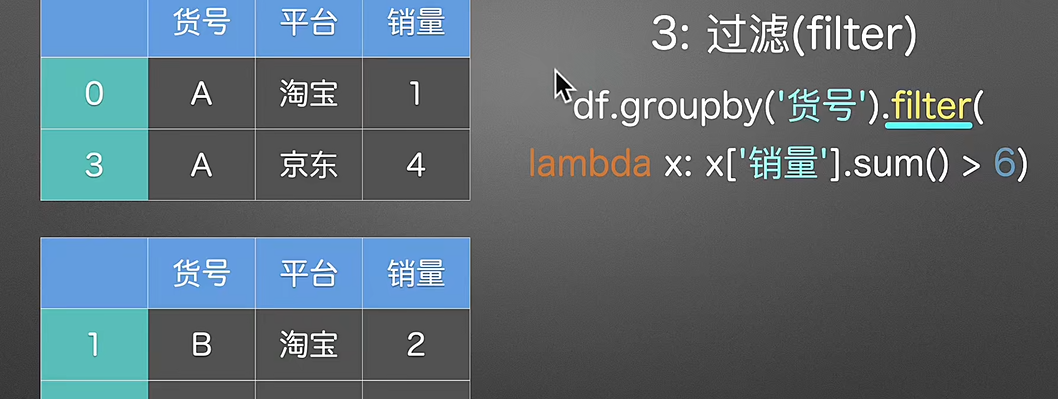 货号 平台 销量
0 A 淘宝 1
3 A 京东 4
货号 平台 销量
1 B 淘宝 2
3: 过滤(filter)
df.groupby('货号').filter(
lambda x: x['销量'].sum() > 6)